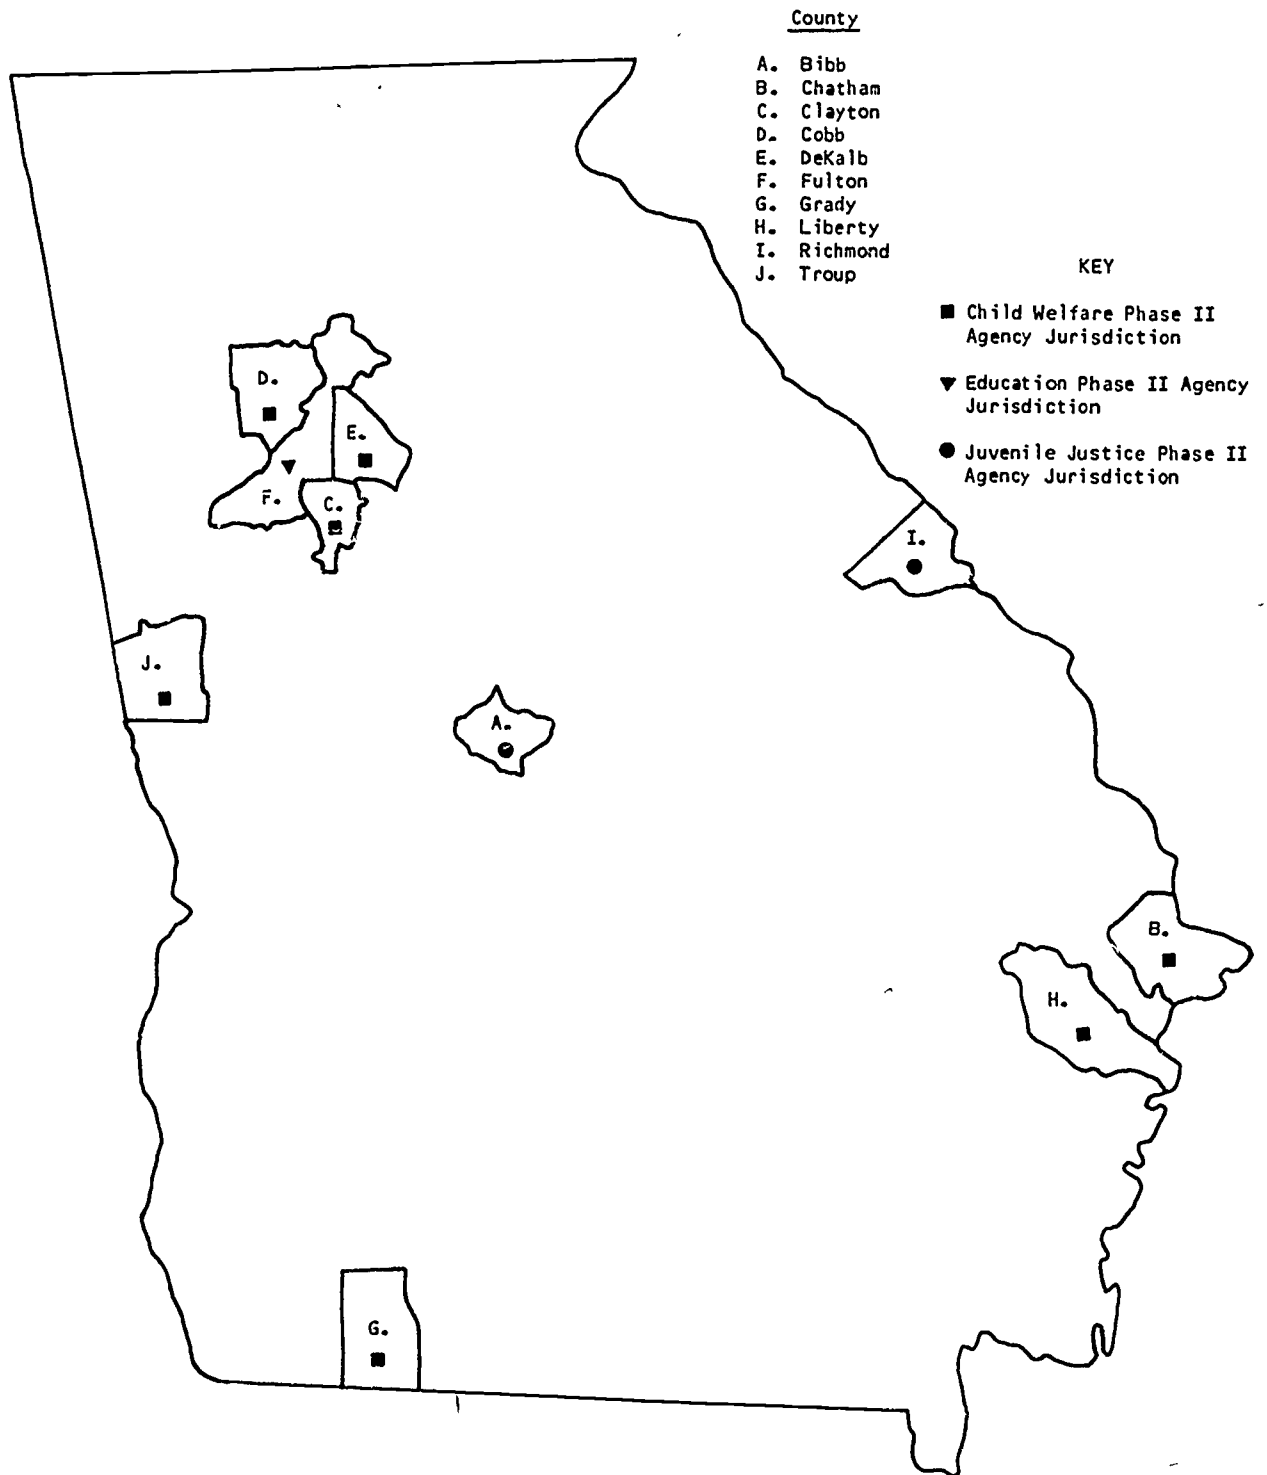 County
A. Bibb
B. Chatham
C. Clayton
D. Cobb
E. DeKalb
F. Fulton
G. Grady
H. Liberty
I. Richmond
J. Troup
KEY
■ Child Welfare Phase II
Agency Jurisdiction
▼ Education Phase II Agency
Jurisdiction
● Juvenile Justice Phase II
Agency Jurisdiction
D.
E.
F.
C.
I.
J.
A.
B.
H.
G.